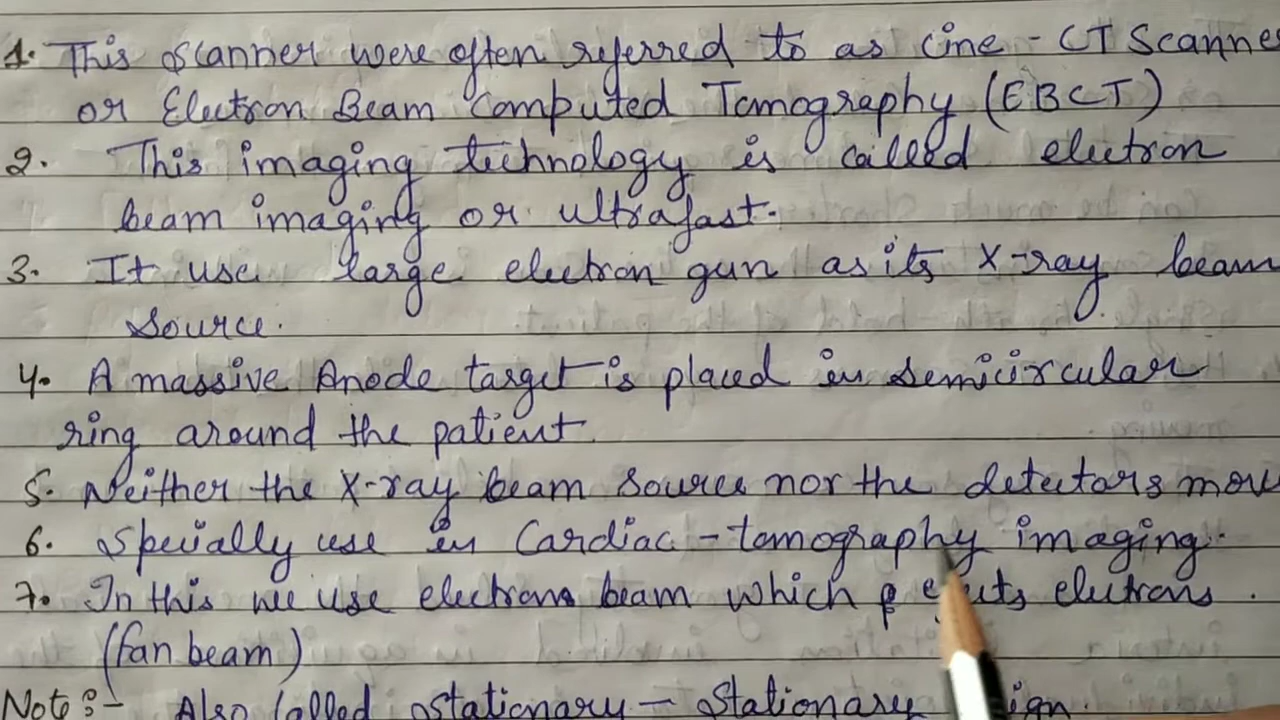 1. This scanner were often referred to as Cine - CT Scanne
or Electron Beam Computed Tomography (EBCT)
2. This imaging technology is called electron
beam imaging or ultrafast.
3. It use large electron gun as its X-ray beam
source.
4. A massive Anode target is placed in semicircular
ring around the patient.
5. Neither the X-ray beam source nor the detectors move
6. Specially use in Cardiac - tomography imaging.
7. In this we use electrons beam which electrons.
(fan beam)
Note :- Also called stationary - stationary ign.